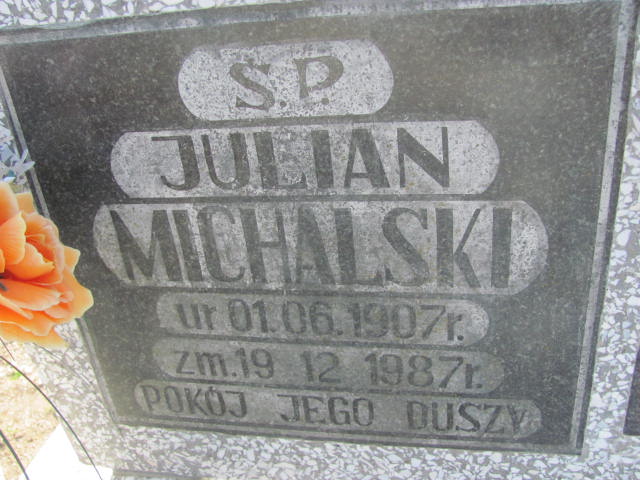 S.P.
JULIAN
MICHALSKI
ur 01.06.1907r.
zm.19 12 1987r.
POKÓJ JEGO DUSZY